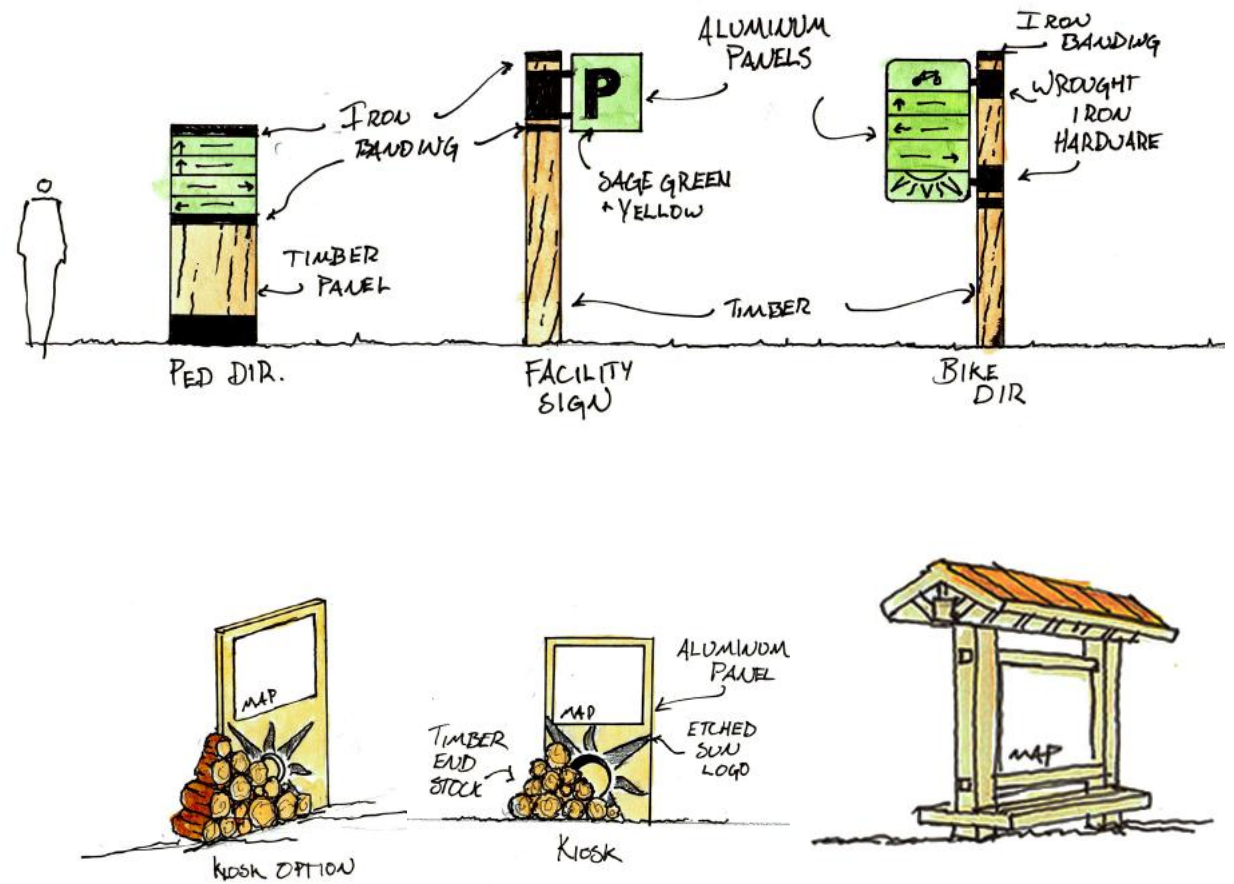 IRON
BANDING
TIMBER
PANEL
PED DIR.
P
ALUMINUM
PANELS
SAGE GREEN
+ YELLOW
TIMBER
FACILITY
SIGN
IRON
BANDING
WROUGHT
IRON
HARDWARE
BIKE
DIR
MAP
KIOSK OPTION
MAP
ALUMINUM
PANEL
ETCHED
SUN
LOGO
TIMBER
END
STOCK
KIOSK
MAP